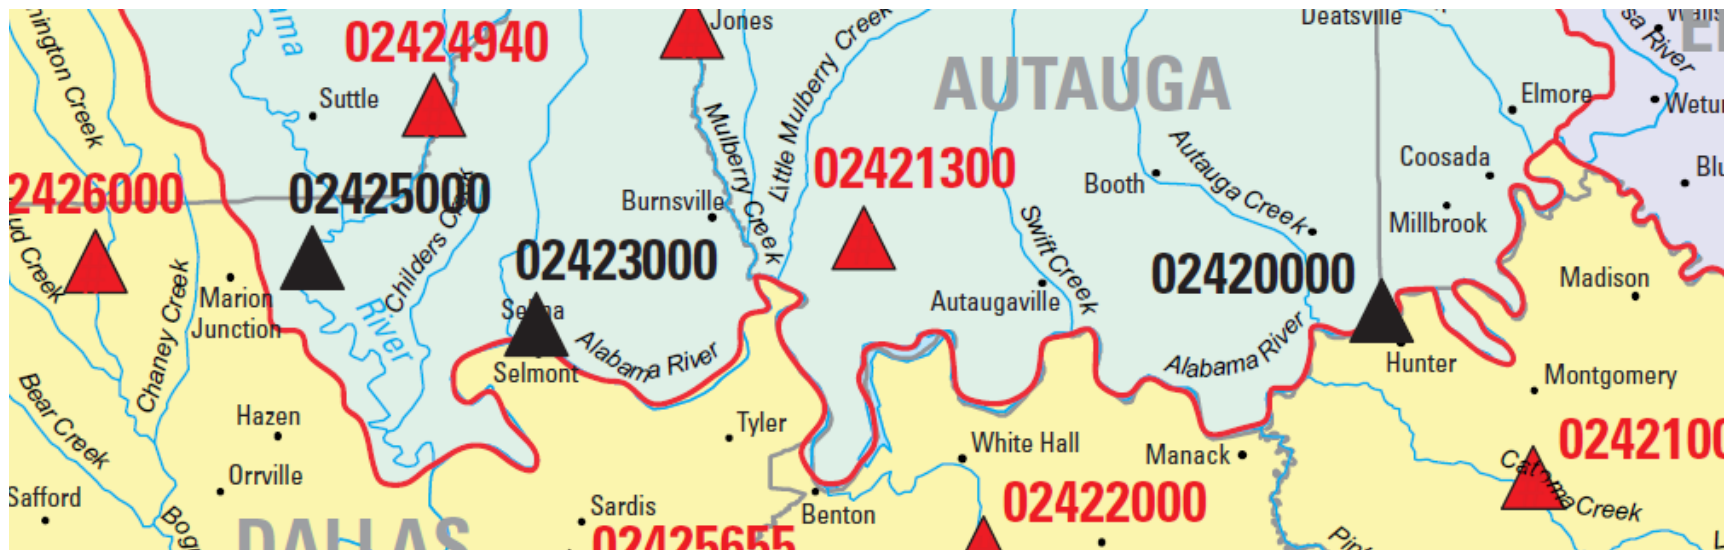 Jones
Deatsville
02424940
Little Mulberry Creek
AUTAUGA
Elmore
Suttle
Mulberry Creek
Coosada
02421300
Autauga Creek
2426000
02425000
Booth
Burnsville
Millbrook
Childers Creek
Swift Creek
02423000
02420000
Madison
Marion
Junction
Chaney Creek
Autaugaville
River
Alabama River
Alabama River
Hunter
Selmont
Montgomery
Bear Creek
Hazen
Tyler
White Hall
Manack
Orrville
Safford
Catoma Creek
Sardis
Benton
02422000
DALLAS
02425655